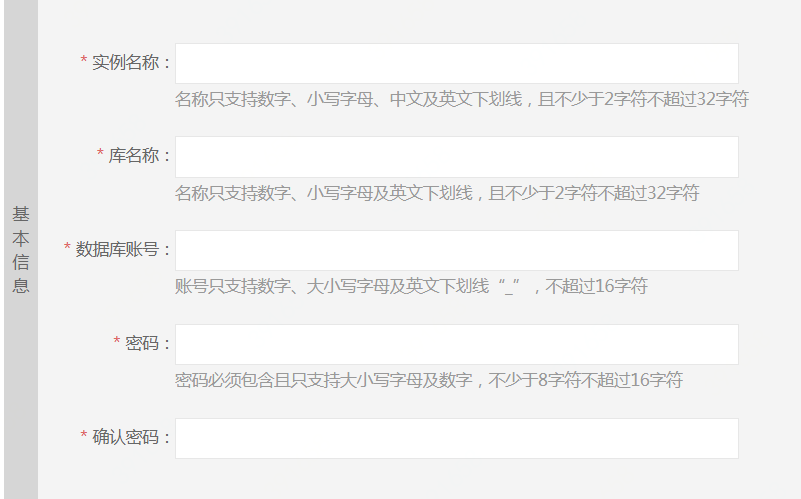 * 实例名称：
名称只支持数字、小写字母、中文及英文下划线，且不少于2字符不超过32字符
* 库名称：
名称只支持数字、小写字母及英文下划线，且不少于2字符不超过32字符
基本信息
* 数据库账号：
账号只支持数字、大小写字母及英文下划线“_”，不超过16字符
* 密码：
密码必须包含且只支持大小写字母及数字，不少于8字符不超过16字符
* 确认密码：